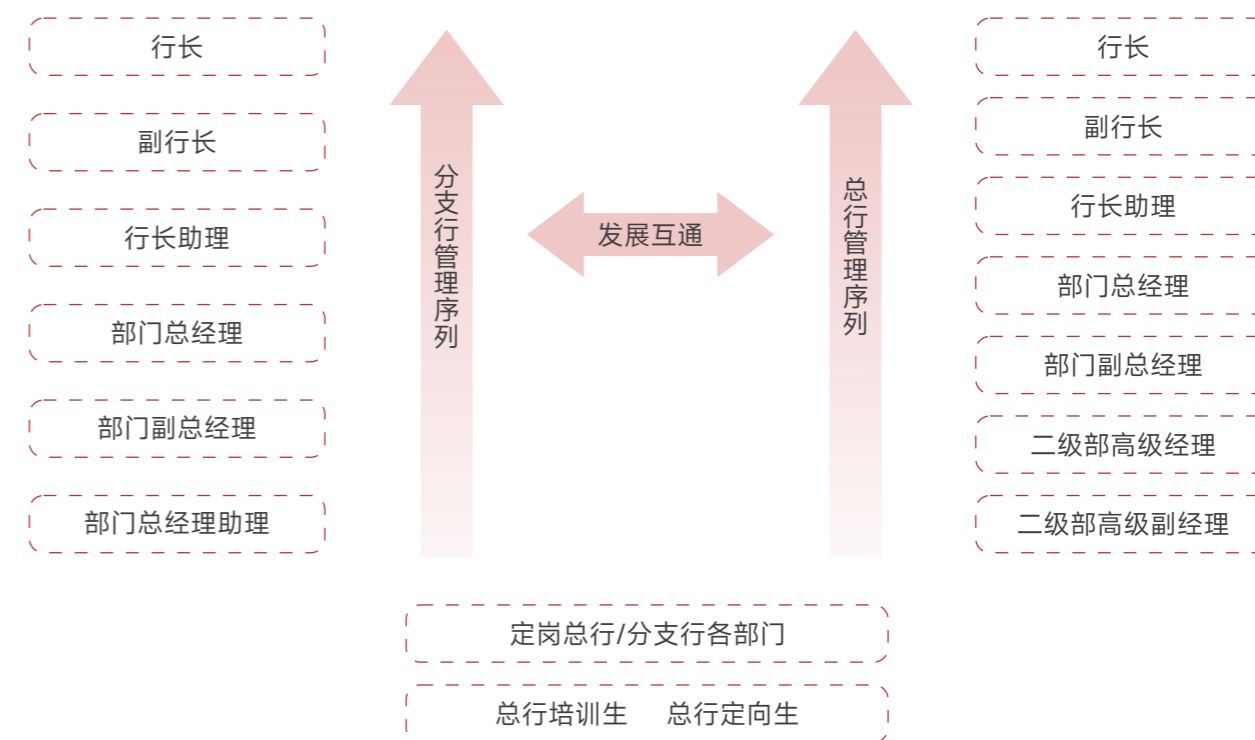 行长
副行长
行长助理
部门总经理
部门副总经理
部门总经理助理
分支行管理序列
发展互通
总行管理序列
行长
副行长
行长助理
部门总经理
部门副总经理
二级部高级经理
二级部高级副经理
定岗总行/分支行各部门
总行培训生 总行定向生